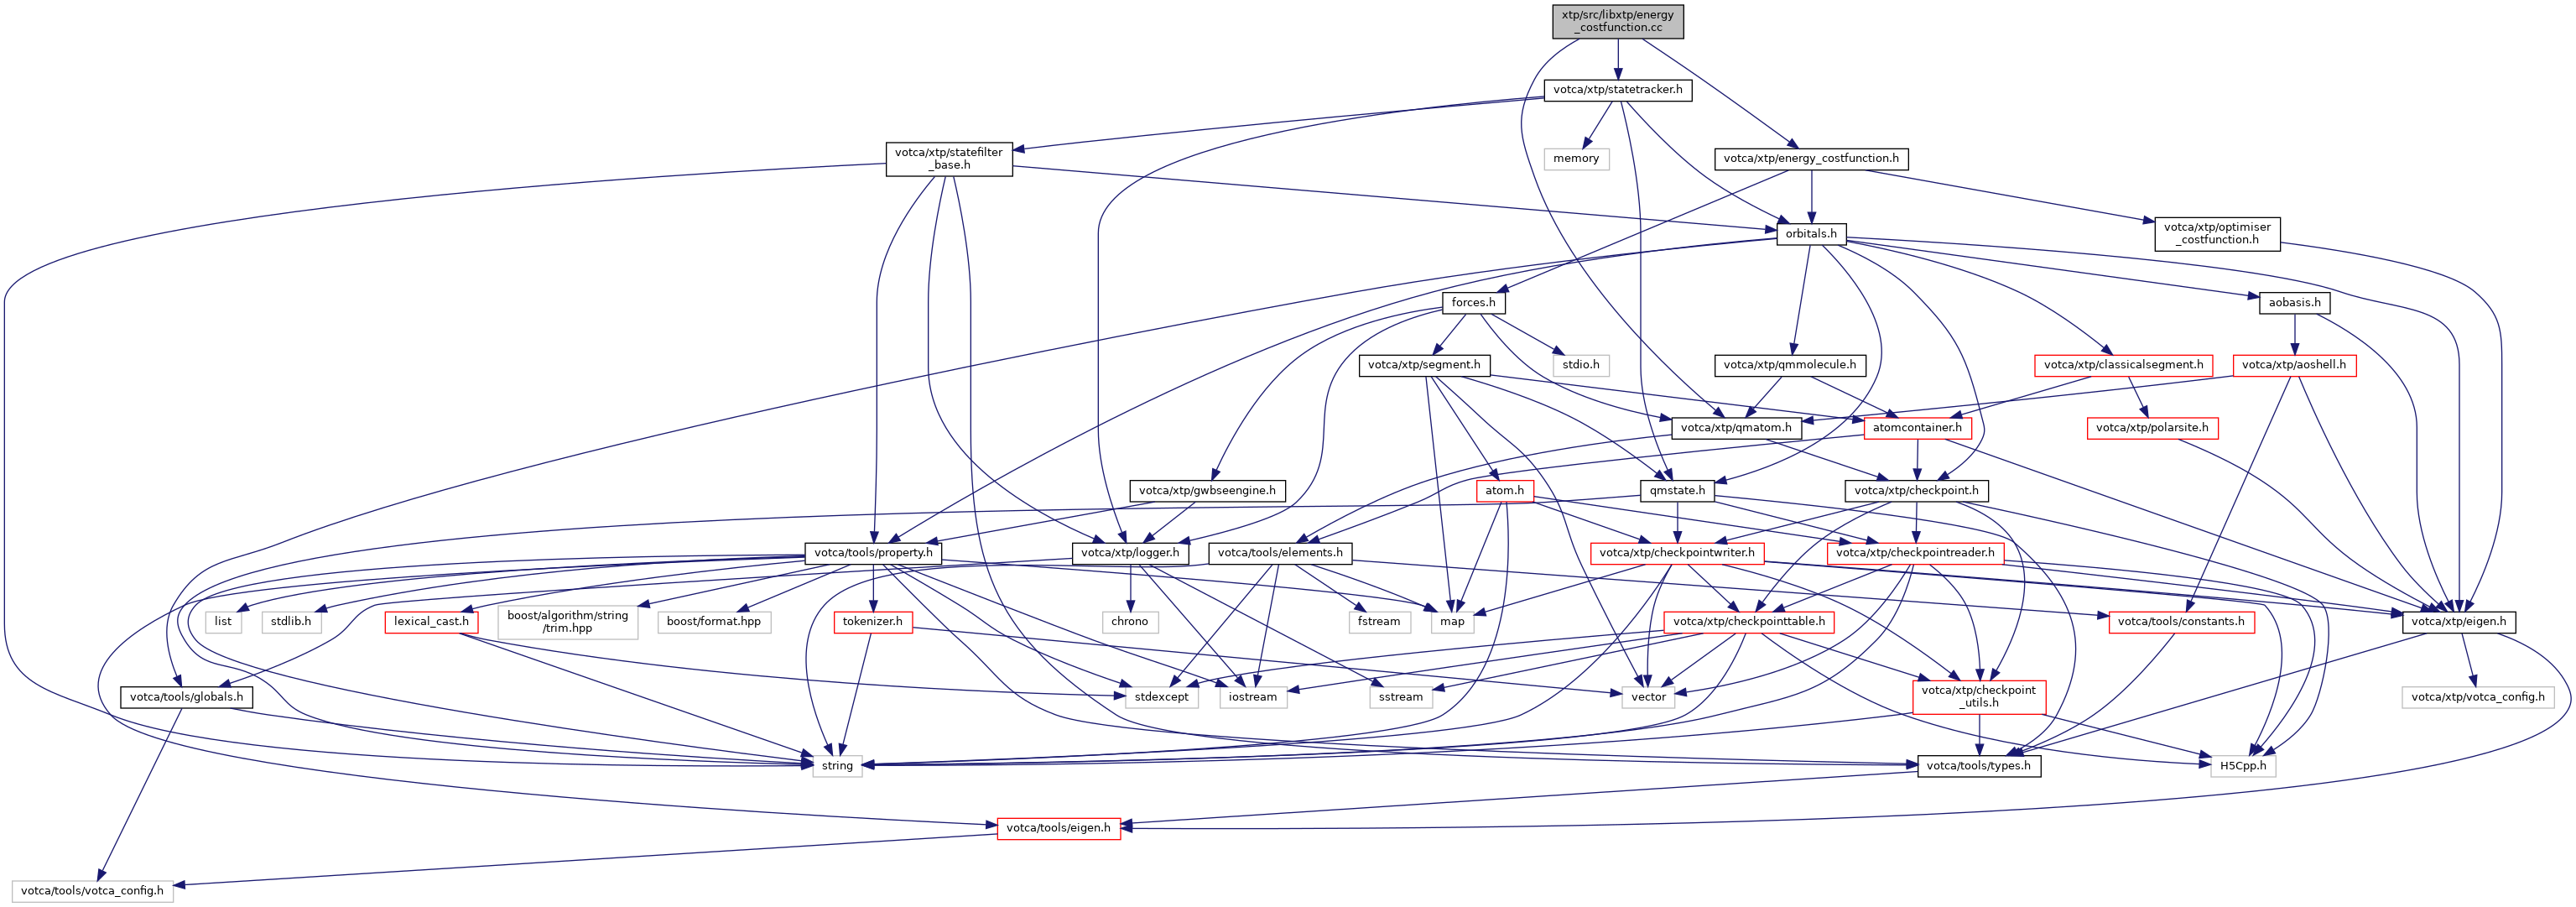 xtp/src/libxtp/energy
_costfunction.cc
votca/xtp/statetracker.h
votca/xtp/statefilter
_base.h
memory
votca/xtp/energy_costfunction.h
orbitals.h
votca/xtp/optimiser
_costfunction.h
forces.h
aobasis.h
votca/xtp/segment.h
stdio.h
votca/xtp/qmmolecule.h
votca/xtp/classicalsegment.h
votca/xtp/aoshell.h
votca/xtp/qmatom.h
atomcontainer.h
votca/xtp/polarsite.h
votca/xtp/gwbseengine.h
atom.h
qmstate.h
votca/xtp/checkpoint.h
votca/tools/property.h
votca/xtp/logger.h
votca/tools/elements.h
votca/xtp/checkpointwriter.h
votca/xtp/checkpointreader.h
list
stdlib.h
lexical_cast.h
boost/algorithm/string
/trim.hpp
boost/format.hpp
tokenizer.h
chrono
fstream
map
votca/xtp/checkpointtable.h
votca/tools/constants.h
votca/xtp/eigen.h
votca/tools/globals.h
stdexcept
iostream
sstream
vector
votca/xtp/checkpoint
_utils.h
votca/xtp/votca_config.h
string
votca/tools/types.h
H5Cpp.h
votca/tools/eigen.h
votca/tools/votca_config.h